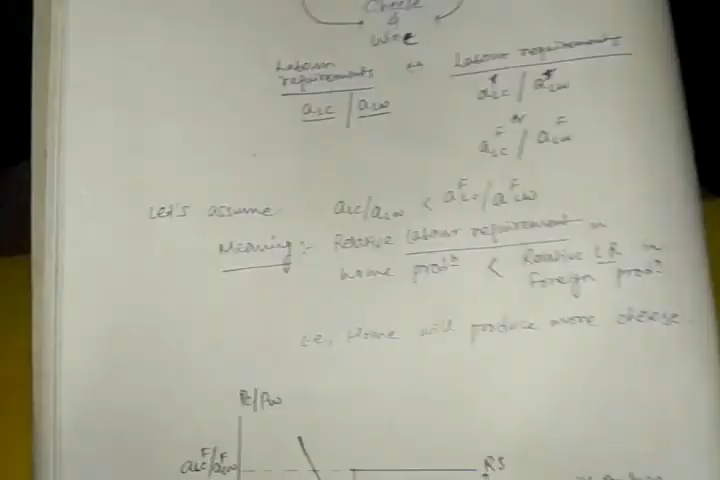 Cheese
&
Wine
Labour requirements ↔ Labour requirements
aLC / aLW    a*LC / a*LW
or
aFLC / aFLW
Let's assume aLC/aLW < aFLC/aFLW
Meaning:- Relative labour requirement in
home prodn < Relative LR in
Foreign prodn
i.e, Home will produce more cheese.
Pc/Pw
aFLC/aFLW
RS